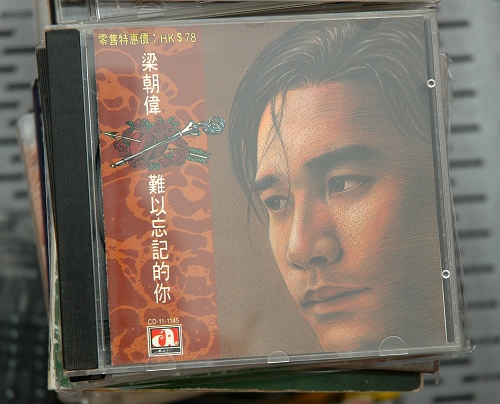 零售特惠價：HK$78
梁朝偉
難以忘記的你
CD-11-1145